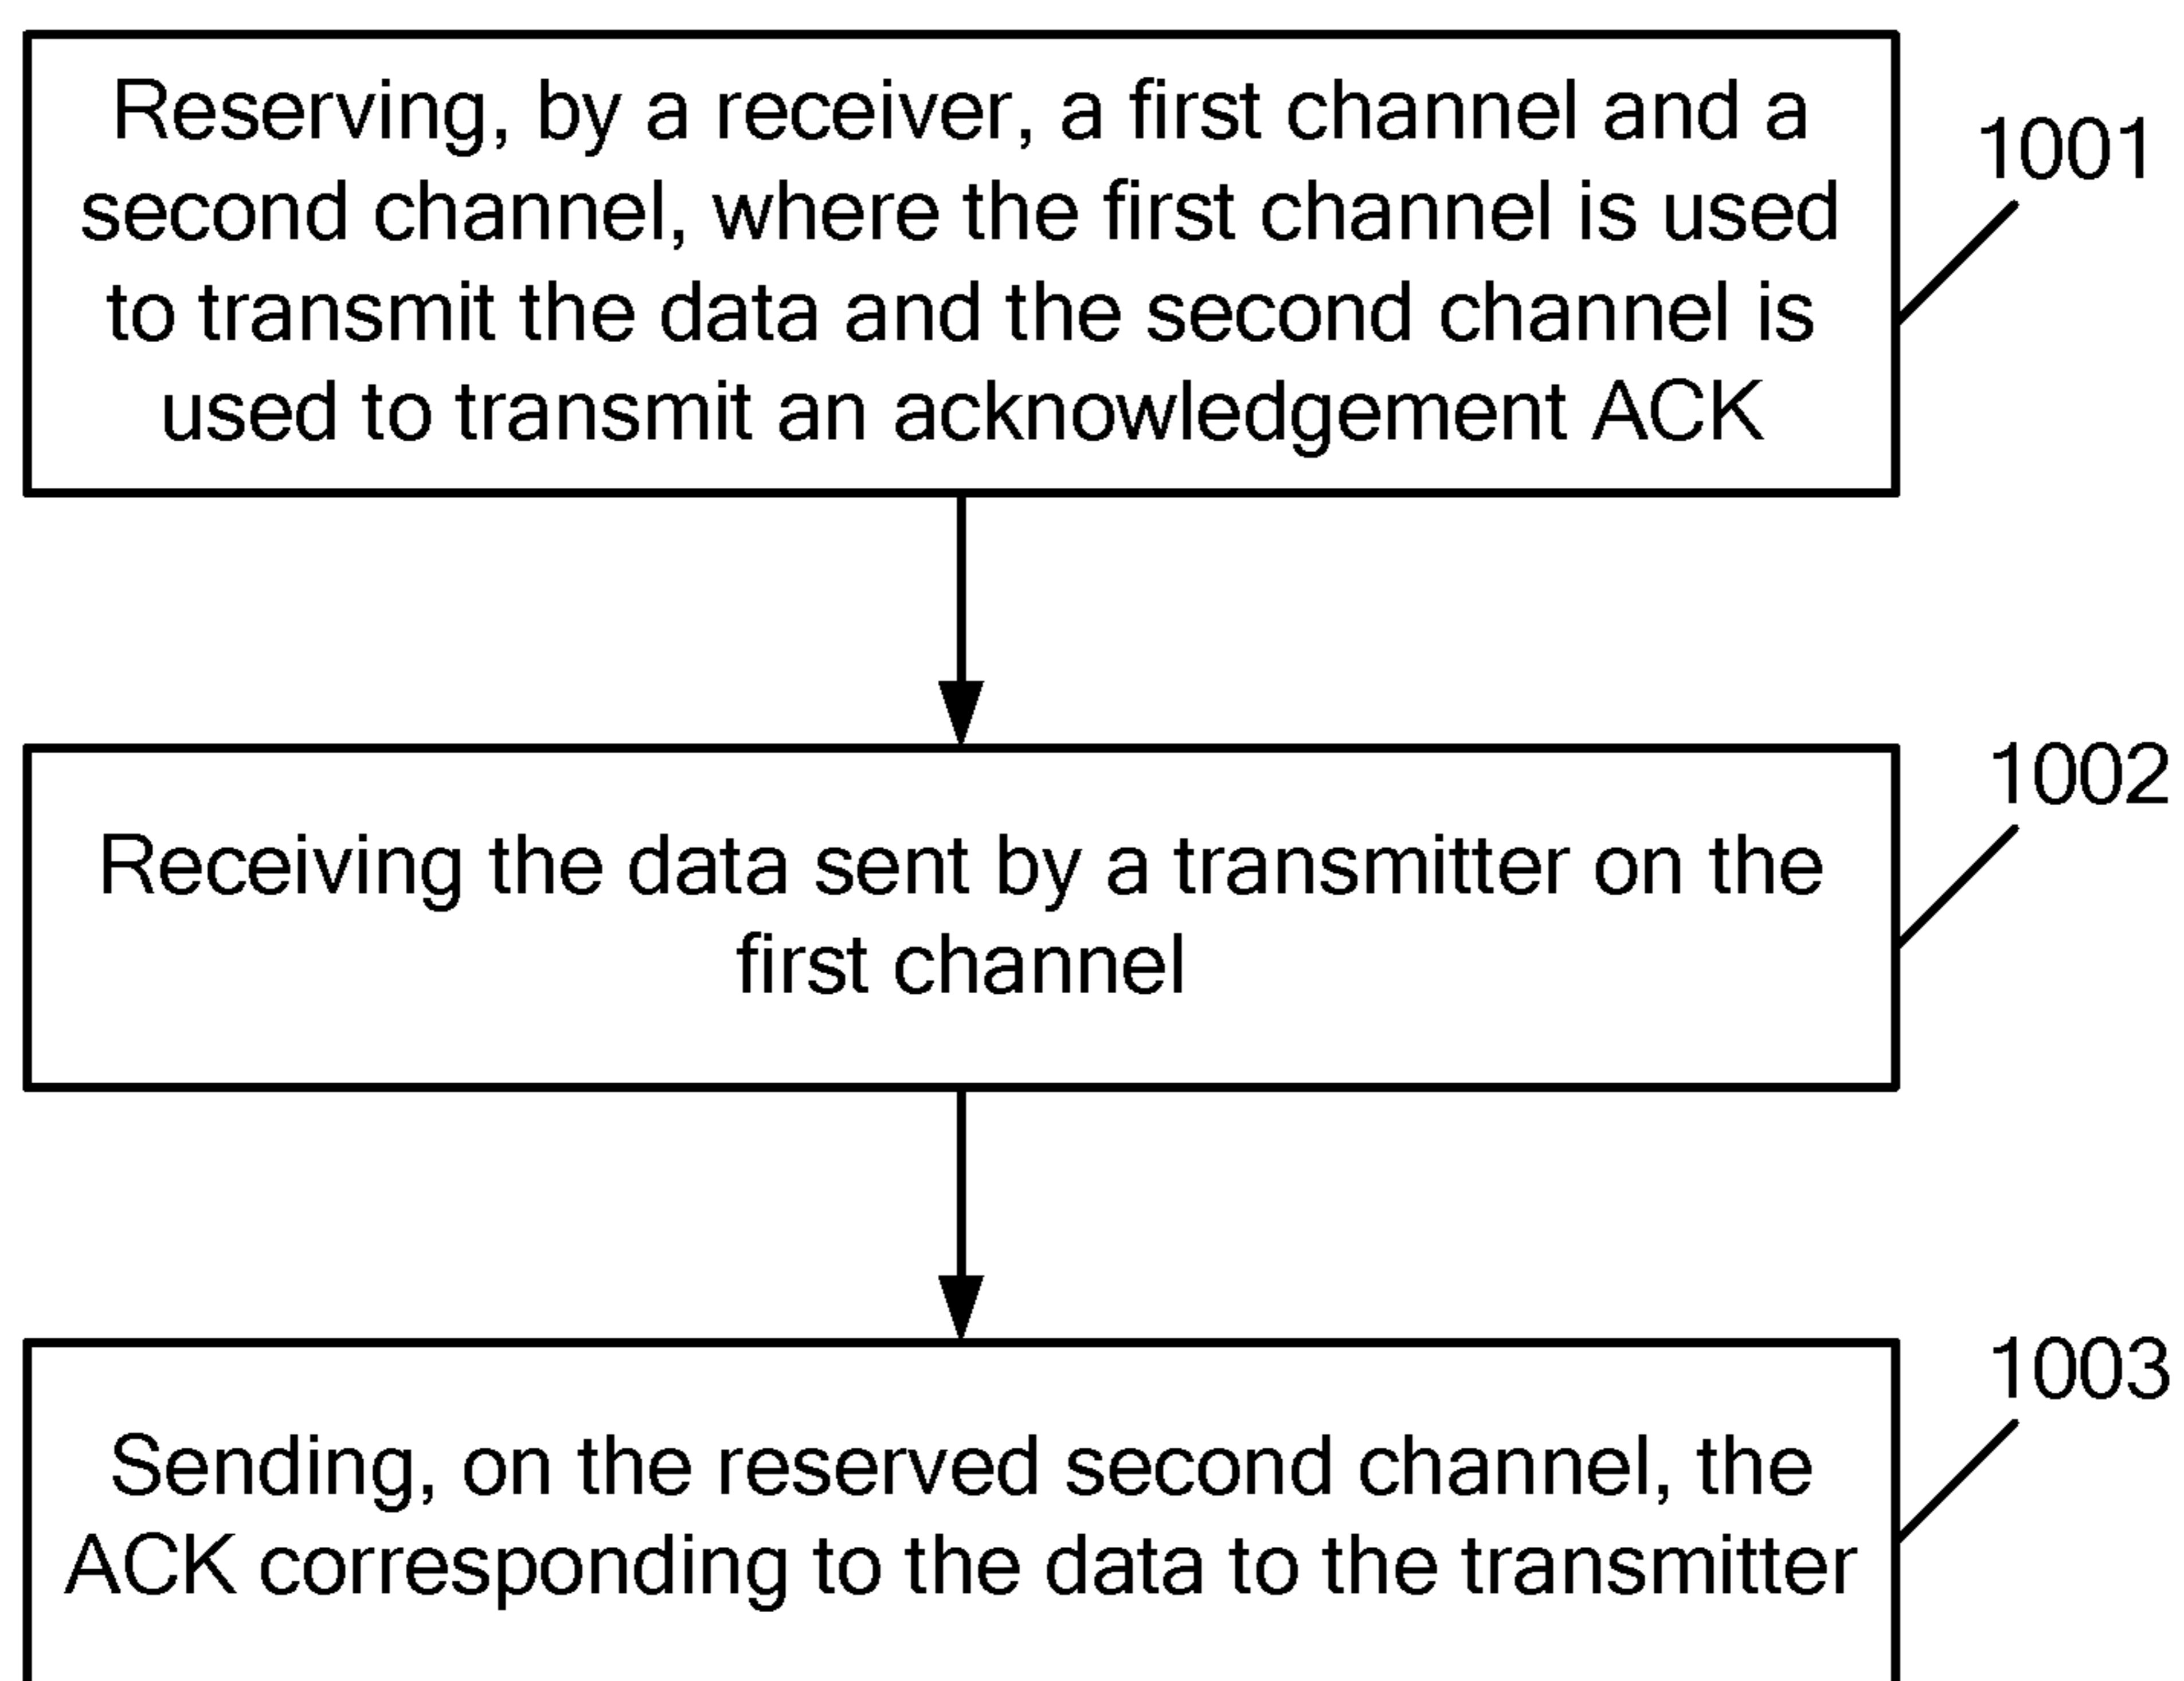 Reserving, by a receiver, a first channel and a
second channel, where the first channel is used
to transmit the data and the second channel is
used to transmit an acknowledgement ACK
1001
Receiving the data sent by a transmitter on the
first channel
1002
Sending, on the reserved second channel, the
ACK corresponding to the data to the transmitter
1003